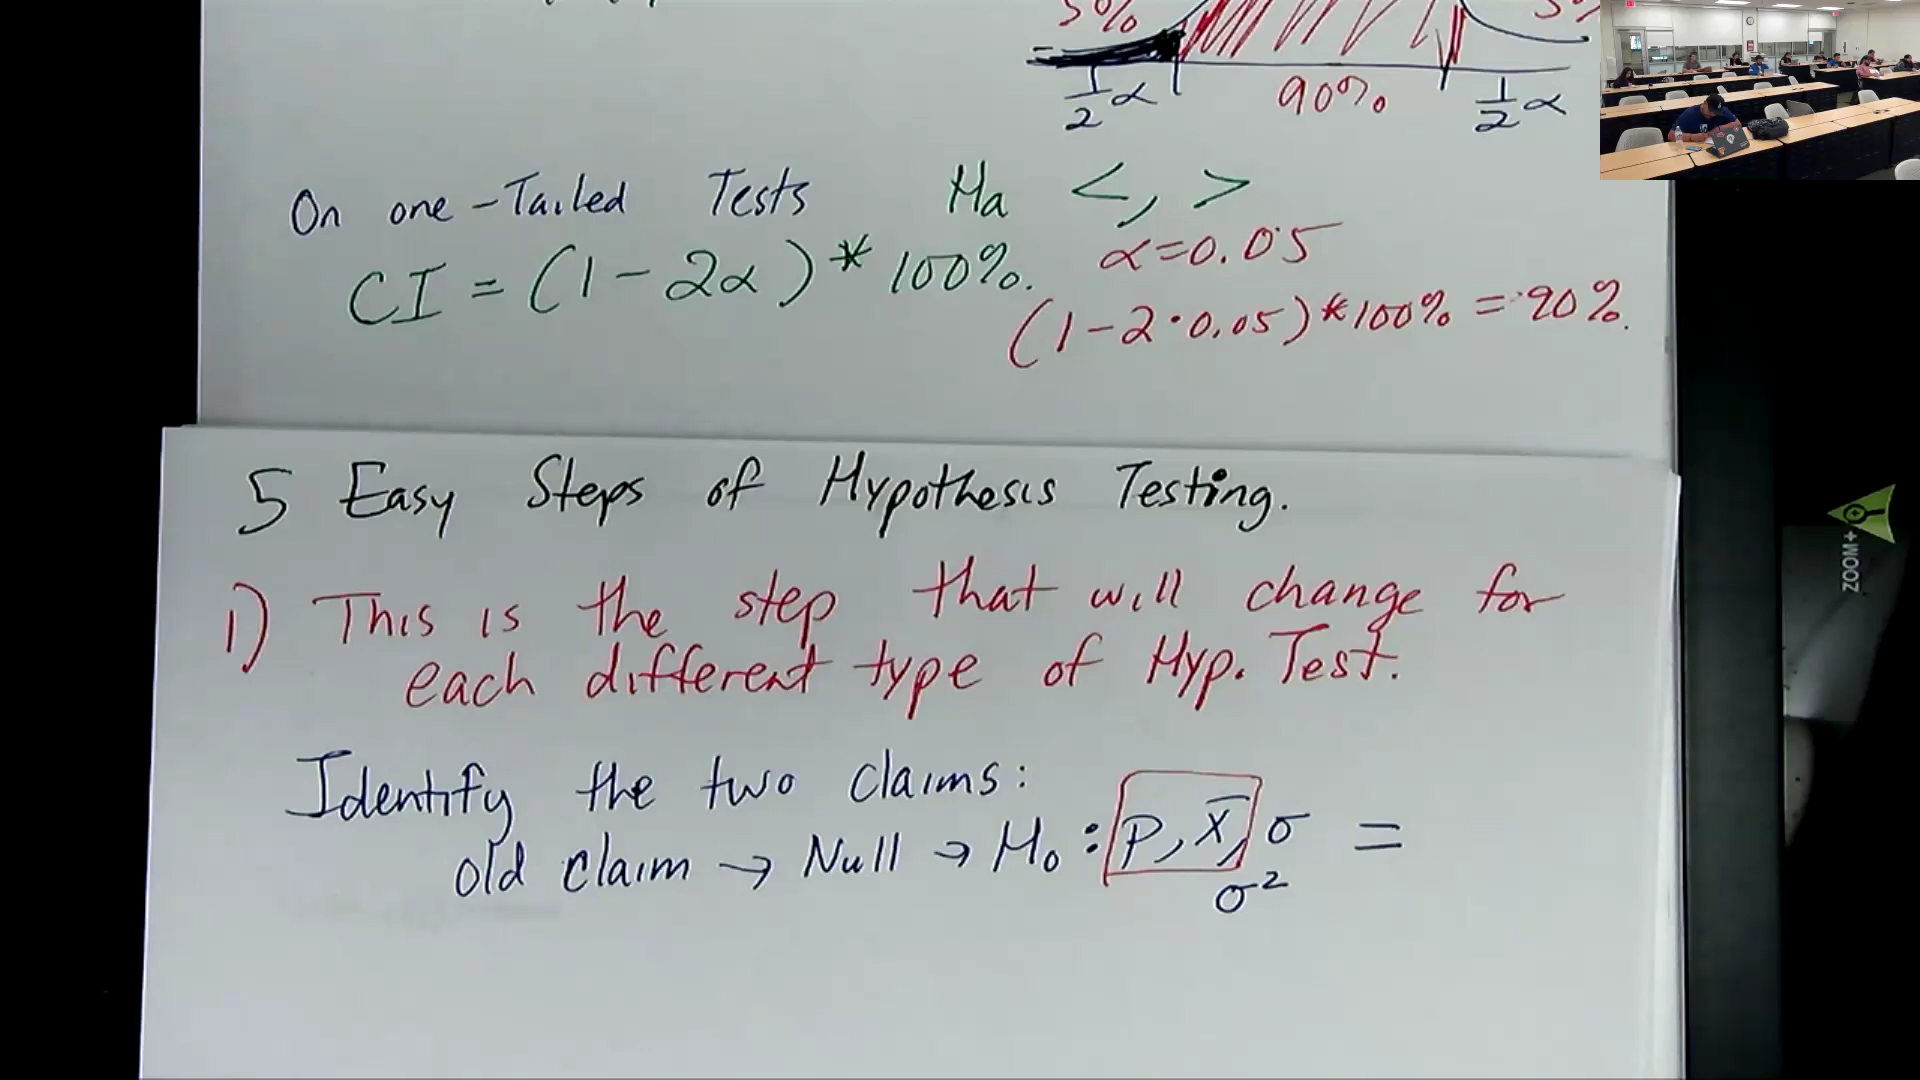 5%
½α 90% ½α
On one-Tailed Tests Ha <, >
α=0.05
CI = (1-2α)*100%.
(1-2·0.05)*100% = 90%.
5 Easy Steps of Hypothesis Testing.
1) This is the step that will change for
each different type of Hyp. Test.
Identify the two claims:
old claim → Null → H₀: p, x̄, σ =
σ²
ZOOM+